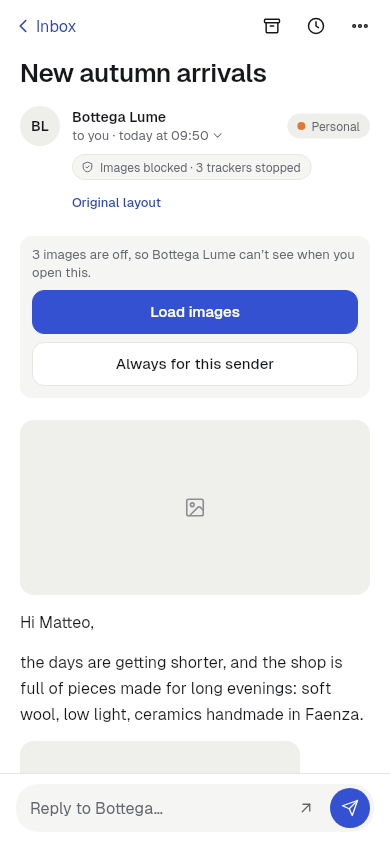 Inbox
New autumn arrivals
BL
Bottega Lume
to you · today at 09:50
Personal
Images blocked · 3 trackers stopped
Original layout
3 images are off, so Bottega Lume can’t see when you
open this.
Load images
Always for this sender
Hi Matteo,
the days are getting shorter, and the shop is
full of pieces made for long evenings: soft
wool, low light, ceramics handmade in Faenza.
Reply to Bottega…